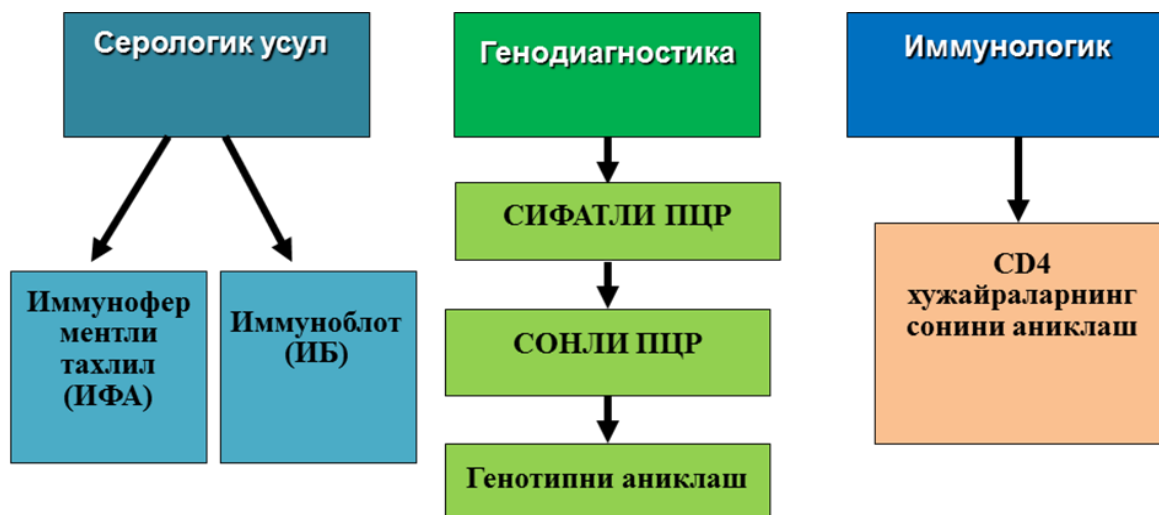 Серологик усул
Генодиагностика
Иммунологик
Иммунофер
ментли
тахлил
(ИФА)
Иммуноблот
(ИБ)
СИФАТЛИ ПЦР
СОНЛИ ПЦР
Генотипни аниклаш
CD4
хужайраларнинг
сонини аниклаш